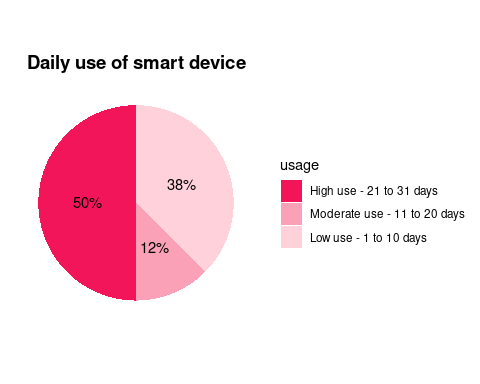 Daily use of smart device
38%
50%
12%
usage
High use - 21 to 31 days
Moderate use - 11 to 20 days
Low use - 1 to 10 days